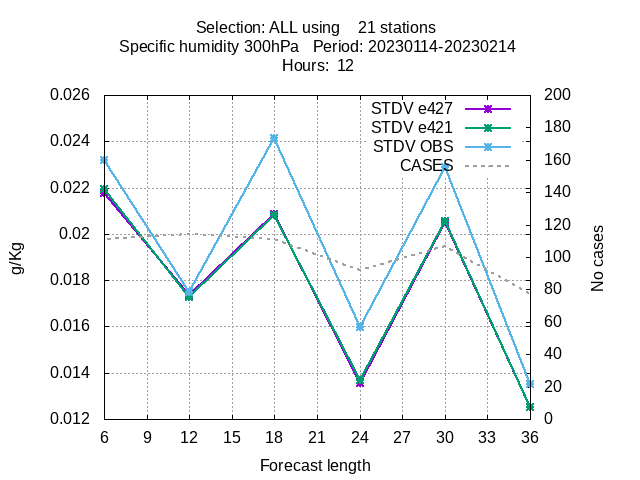 Selection: ALL using    21 stations
Specific humidity 300hPa   Period: 20230114-20230214
Hours:  12
0.026
0.024
0.022
0.02
0.018
0.016
0.014
0.012
200
180
160
140
120
100
80
60
40
20
0
STDV e427
STDV e421
STDV OBS
CASES
g/Kg
No cases
6 9 12 15 18 21 24 27 30 33 36
Forecast length